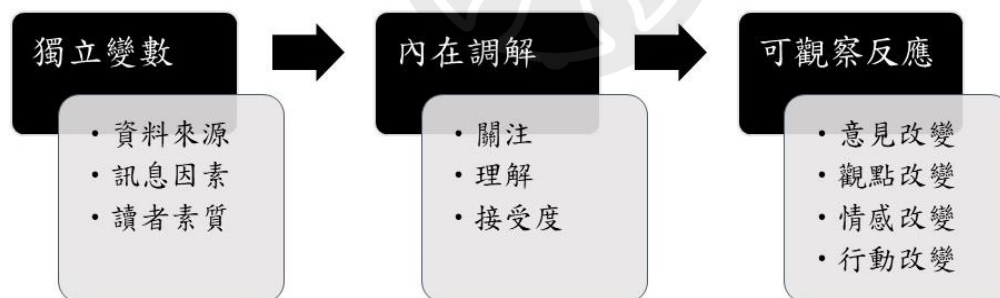 獨立變數
・資料來源
・訊息因素
・讀者素質
內在調解
・關注
・理解
・接受度
可觀察反應
・意見改變
・觀點改變
・情感改變
・行動改變